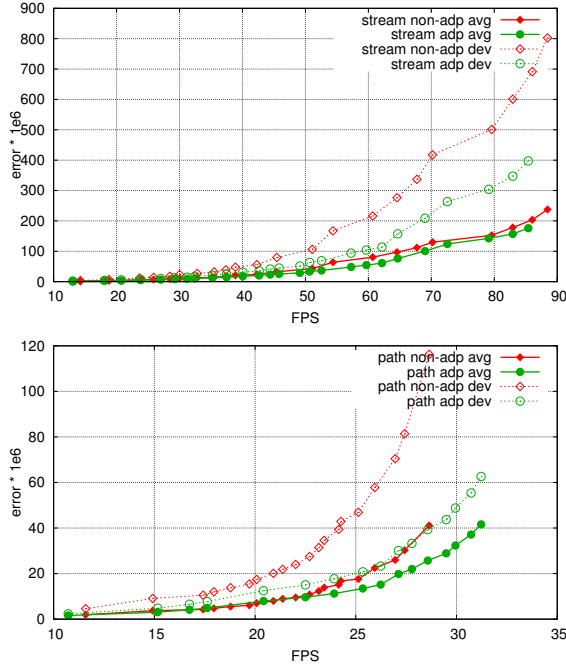 900
800
700
600
500
400
300
200
100
0
error * 1e6
stream non-adp avg
stream adp avg
stream non-adp dev
stream adp dev
10 20 30 40 50 60 70 80 90
FPS
120
100
80
60
40
20
0
error * 1e6
path non-adp avg
path adp avg
path non-adp dev
path adp dev
10 15 20 25 30 35
FPS